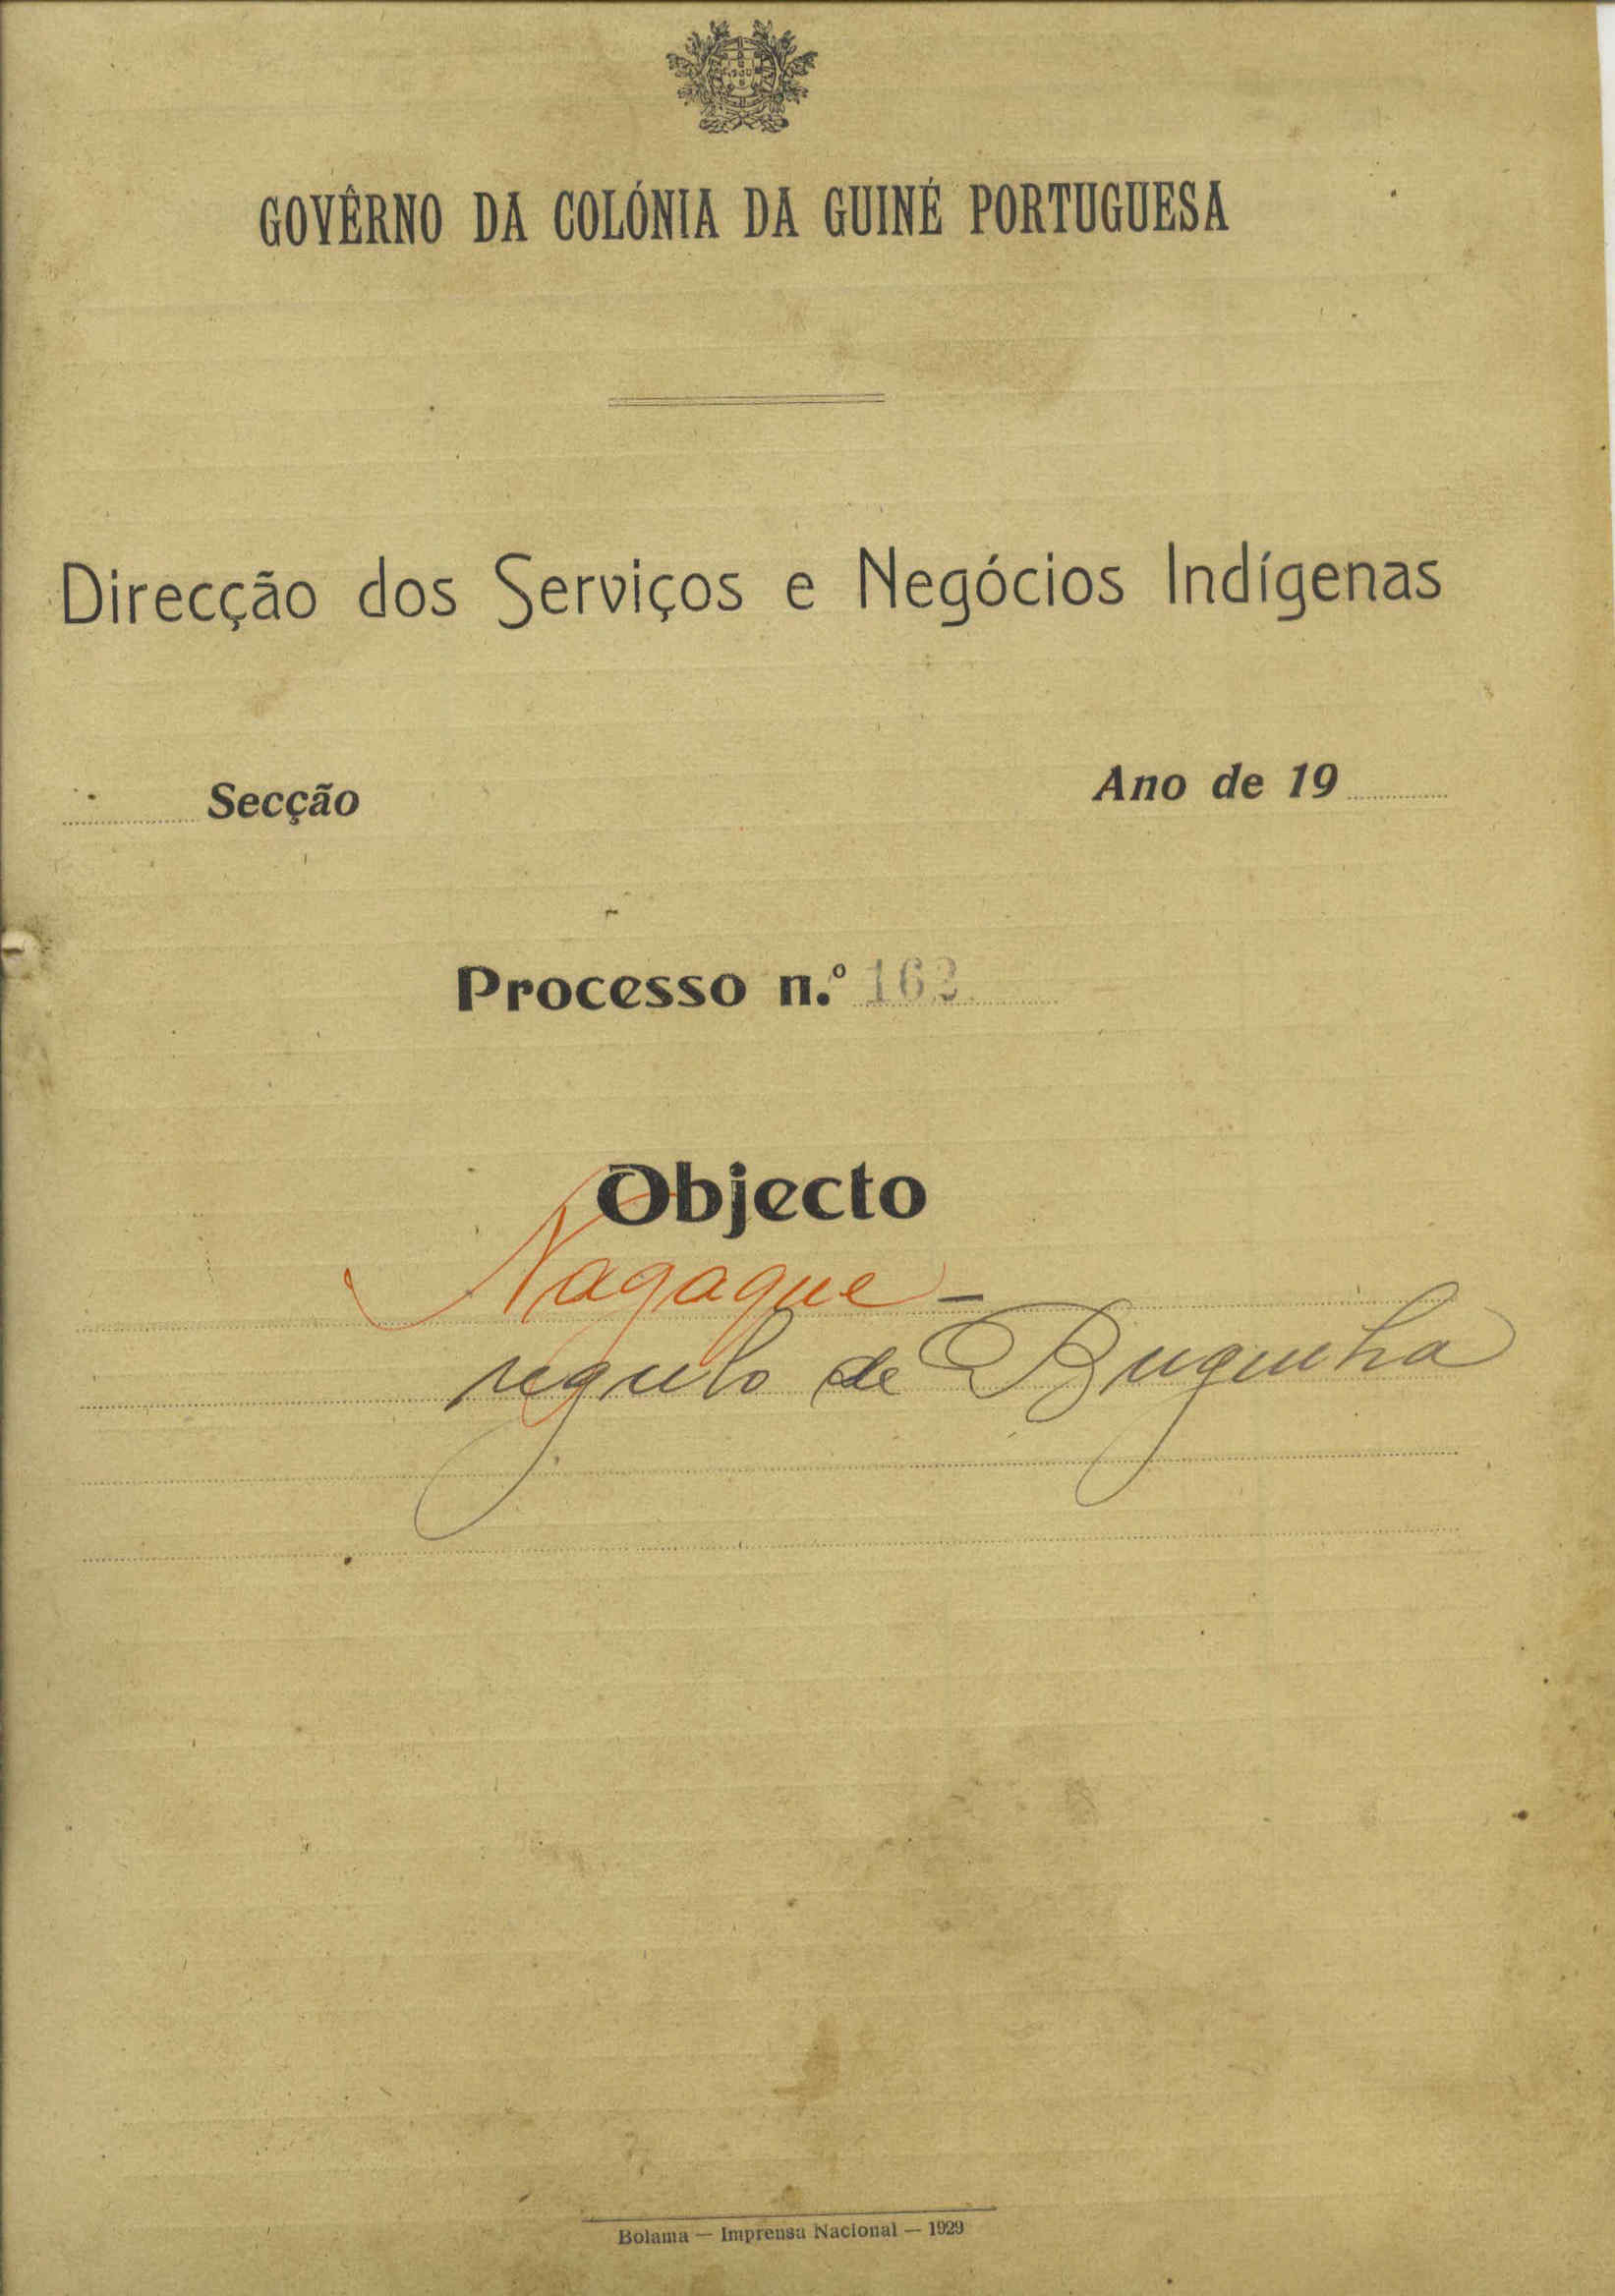 GOVÊRNO DA COLÓNIA DA GUINÉ PORTUGUESA
Direcção dos Serviços e Negócios Indígenas
Secção
Ano de 19
Processo n.º 162
Objecto
Nagague -
regulo de Buguha
Bolama — Imprensa Nacional — 1929